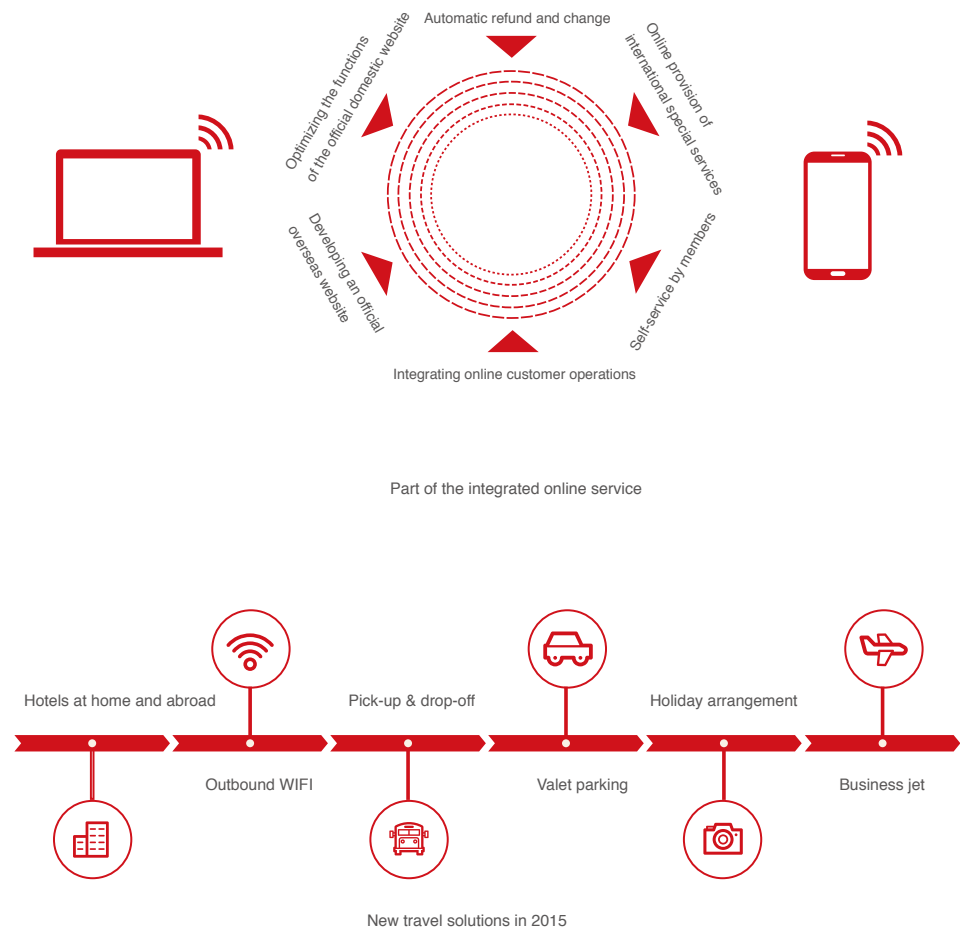 Automatic refund and change
Optimizing the functions
of the official domestic website
Online provision of
international special services
Developing an official
overseas website
Self-service by members
Integrating online customer operations
Part of the integrated online service
Hotels at home and abroad
Pick-up & drop-off
Holiday arrangement
Outbound WIFI
Valet parking
Business jet
New travel solutions in 2015